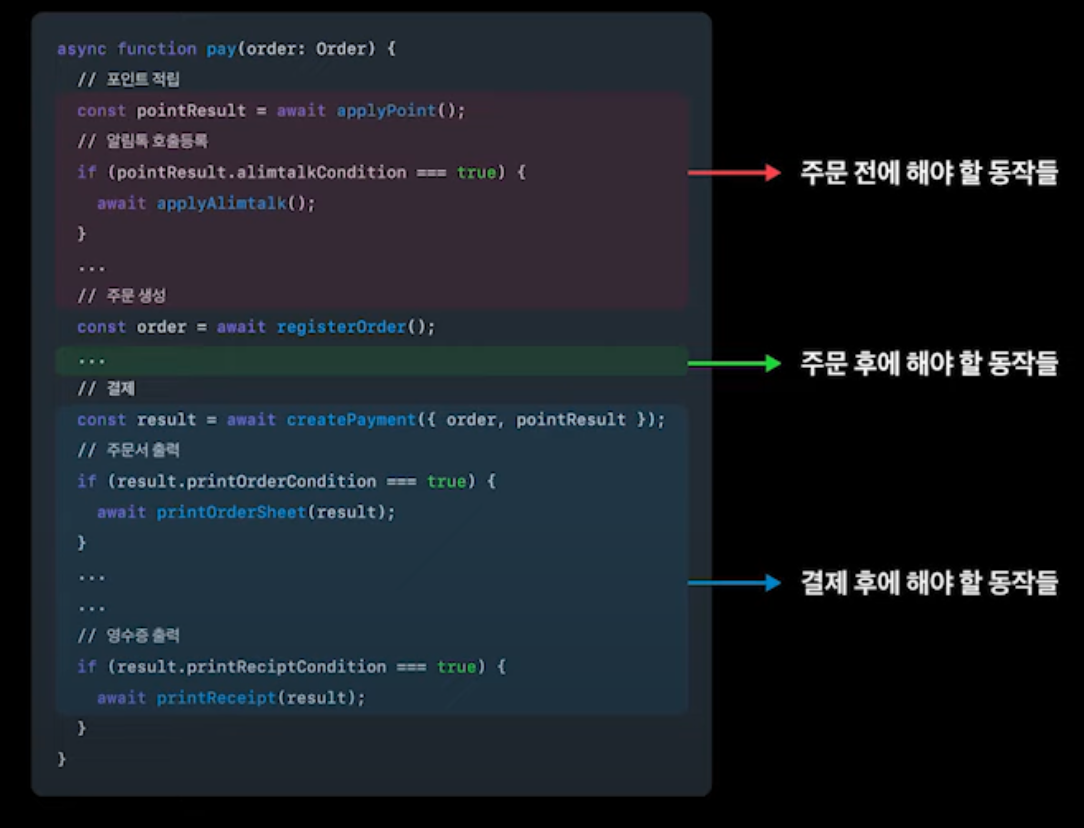 async function pay(order: Order) {
// 포인트 적립
const pointResult = await applyPoint();
// 알림톡 호출등록
if (pointResult.alimtalkCondition === true) {
await applyAlimtalk();
}
...
// 주문 생성
const order = await registerOrder();
...
// 결제
const result = await createPayment({ order, pointResult });
// 주문서 출력
if (result.printOrderCondition === true) {
await printOrderSheet(result);
}
...
...
// 영수증 출력
if (result.printReciptCondition === true) {
await printReceipt(result);
}
}
주문 전에 해야 할 동작들
주문 후에 해야 할 동작들
결제 후에 해야 할 동작들